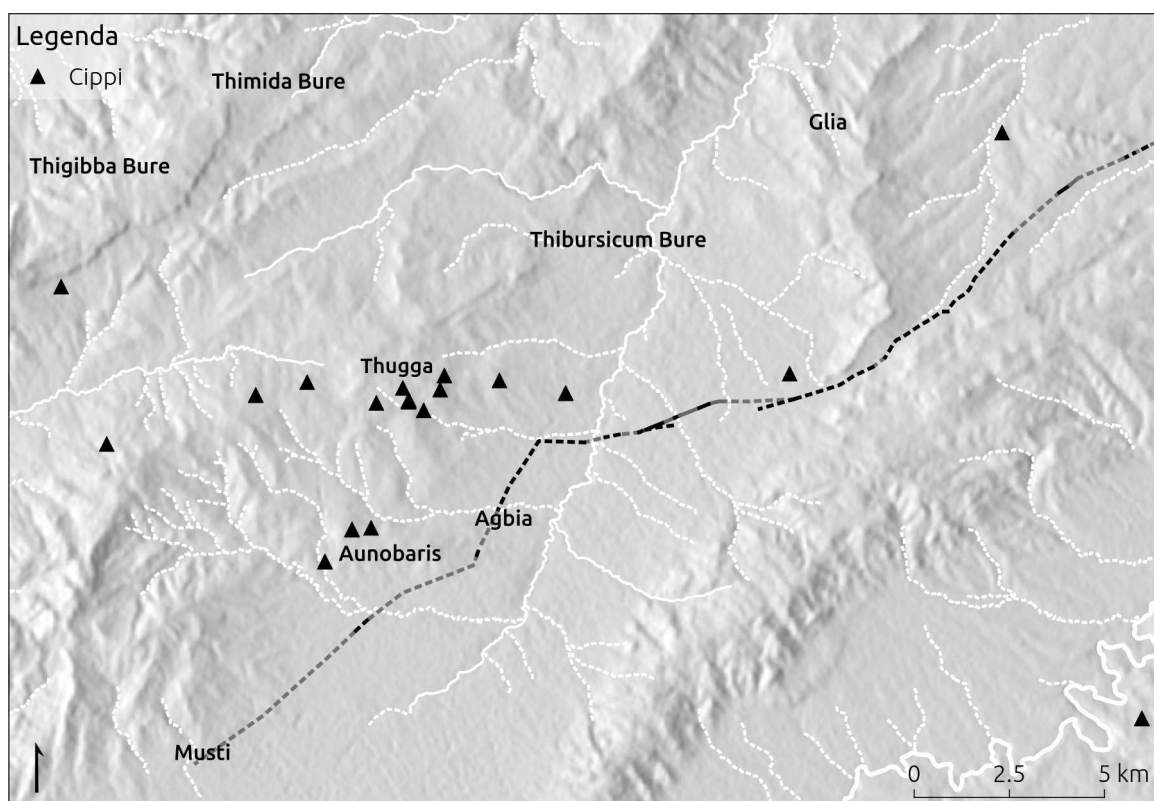 Legenda
Cippi
Thimida Bure
Glia
Thigibba Bure
Thibursicum Bure
Thugga
Agbia
Aunobaris
Musti
0 2.5 5 km